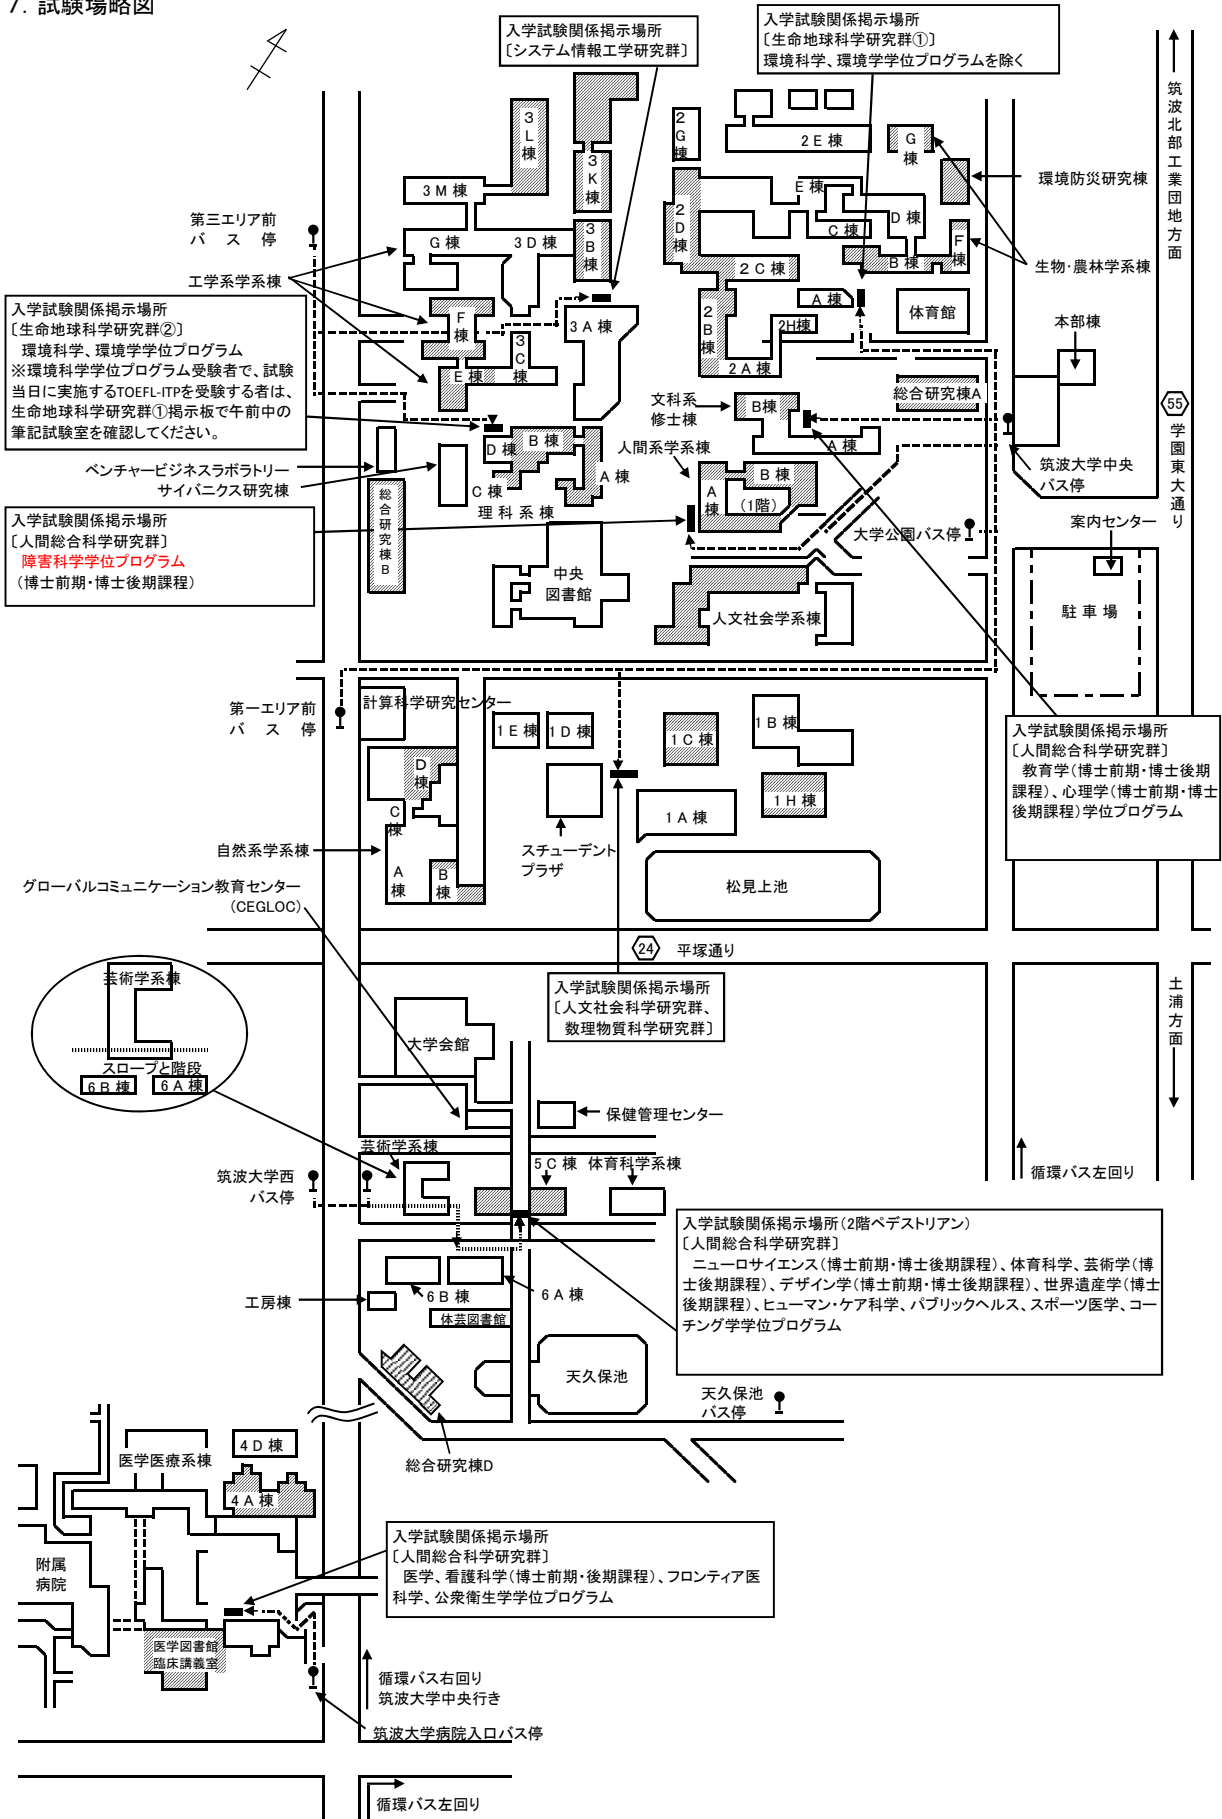 7. 試験場略図
入学試験関係掲示場所
〔システム情報工学研究群〕
入学試験関係掲示場所
〔生命地球科学研究群①〕
環境科学、環境学学位プログラムを除く
筑波北部工業団地方面
3L棟
3K棟
2G棟
2E棟
G棟
環境防災研究棟
3M棟
E棟
D棟
C棟
第三エリア前
バス停
G棟
3D棟
3B棟
2D棟
2C棟
B棟
F棟
生物・農林学系棟
工学系学系棟
A棟
体育館
本部棟
入学試験関係掲示場所
〔生命地球科学研究群②〕
環境科学、環境学学位プログラム
※環境科学学位プログラム受験者で、試験
当日に実施するTOEFL-ITPを受験する者は、
生命地球科学研究群①掲示板で午前中の
筆記試験室を確認してください。
F棟
3A棟
3C棟
E棟
2B棟
2H棟
2A棟
総合研究棟A
55
学園東大通り
文科系
修士棟
B棟
A棟
筑波大学中央
バス停
ベンチャービジネスラボラトリー
サイバニクス研究棟
D棟
B棟
A棟
C棟
理科系棟
人間系学系棟
B棟
A棟
(1階)
大学公園バス停
案内センター
総合研究棟B
入学試験関係掲示場所
〔人間総合科学研究群〕
障害科学学位プログラム
(博士前期・博士後期課程)
中央
図書館
人文社会学系棟
駐車場
第一エリア前
バス停
計算科学研究センター
1E棟
1D棟
1C棟
1B棟
入学試験関係掲示場所
〔人間総合科学研究群〕
教育学(博士前期・博士後期
課程)、心理学(博士前期・博士
後期課程)学位プログラム
D棟
C棟
1A棟
1H棟
自然系学系棟
A棟
B棟
スチューデント
プラザ
松見上池
グローバルコミュニケーション教育センター
(CEGLOC)
24
平塚通り
芸術学系棟
スロープと階段
6B棟
6A棟
入学試験関係掲示場所
〔人文社会科学研究群、
数理物質科学研究群〕
土浦方面
大学会館
保健管理センター
芸術学系棟
5C棟
体育科学系棟
循環バス左回り
筑波大学西
バス停
入学試験関係掲示場所(2階ペデストリアン)
〔人間総合科学研究群〕
ニューロサイエンス(博士前期・博士後期課程)、体育科学、芸術学(博
士後期課程)、デザイン学(博士前期・博士後期課程)、世界遺産学(博士
後期課程)、ヒューマン・ケア科学、パブリックヘルス、スポーツ医学、コー
チング学学位プログラム
工房棟
6B棟
6A棟
体芸図書館
天久保池
天久保池
バス停
総合研究棟D
医学医療系棟
4D棟
4A棟
附属
病院
入学試験関係掲示場所
〔人間総合科学研究群〕
医学、看護科学(博士前期・後期課程)、フロンティア医
科学、公衆衛生学学位プログラム
医学図書館
臨床講義室
循環バス右回り
筑波大学中央行き
筑波大学病院入口バス停
循環バス左回り